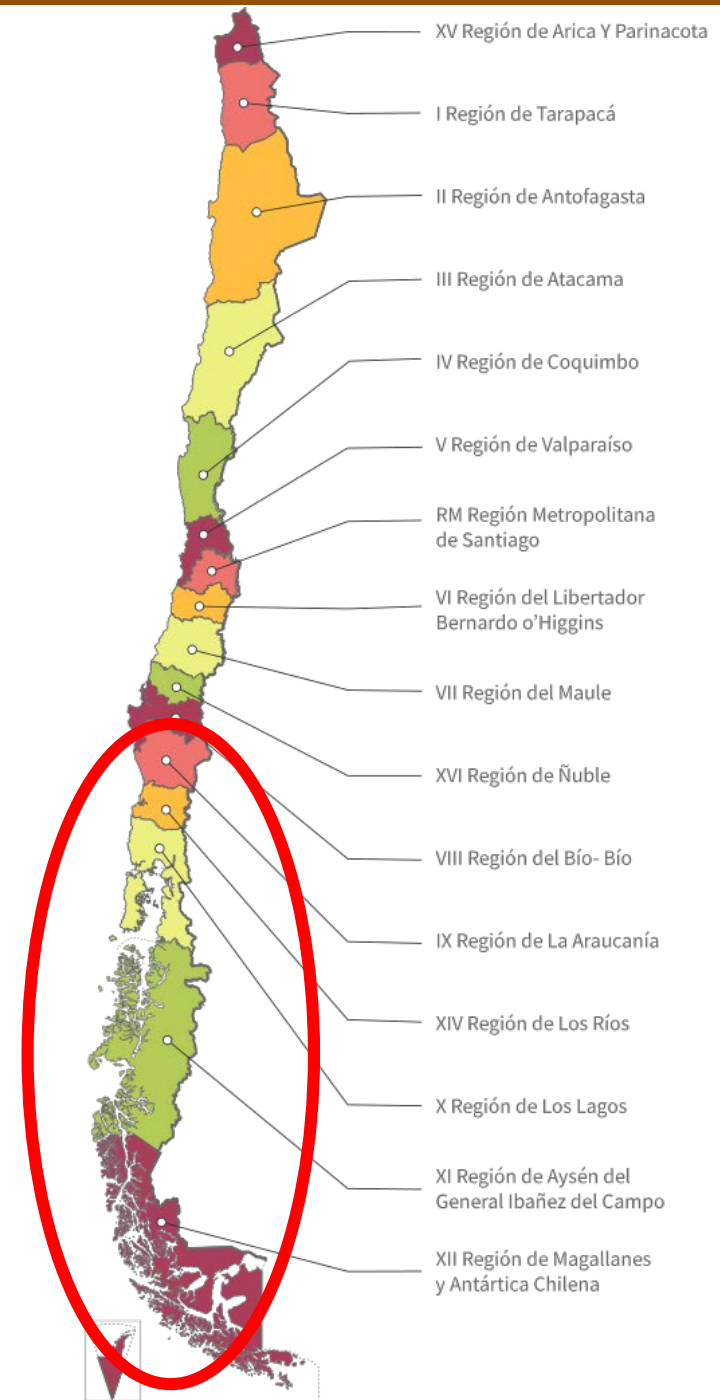 XV Región de Arica Y Parinacota
I Región de Tarapacá
II Región de Antofagasta
III Región de Atacama
IV Región de Coquimbo
V Región de Valparaíso
RM Región Metropolitana
de Santiago
VI Región del Libertador
Bernardo o’Higgins
VII Región del Maule
XVI Región de Ñuble
VIII Región del Bío- Bío
IX Región de La Araucanía
XIV Región de Los Ríos
X Región de Los Lagos
XI Región de Aysén del
General Ibañez del Campo
XII Región de Magallanes
y Antártica Chilena